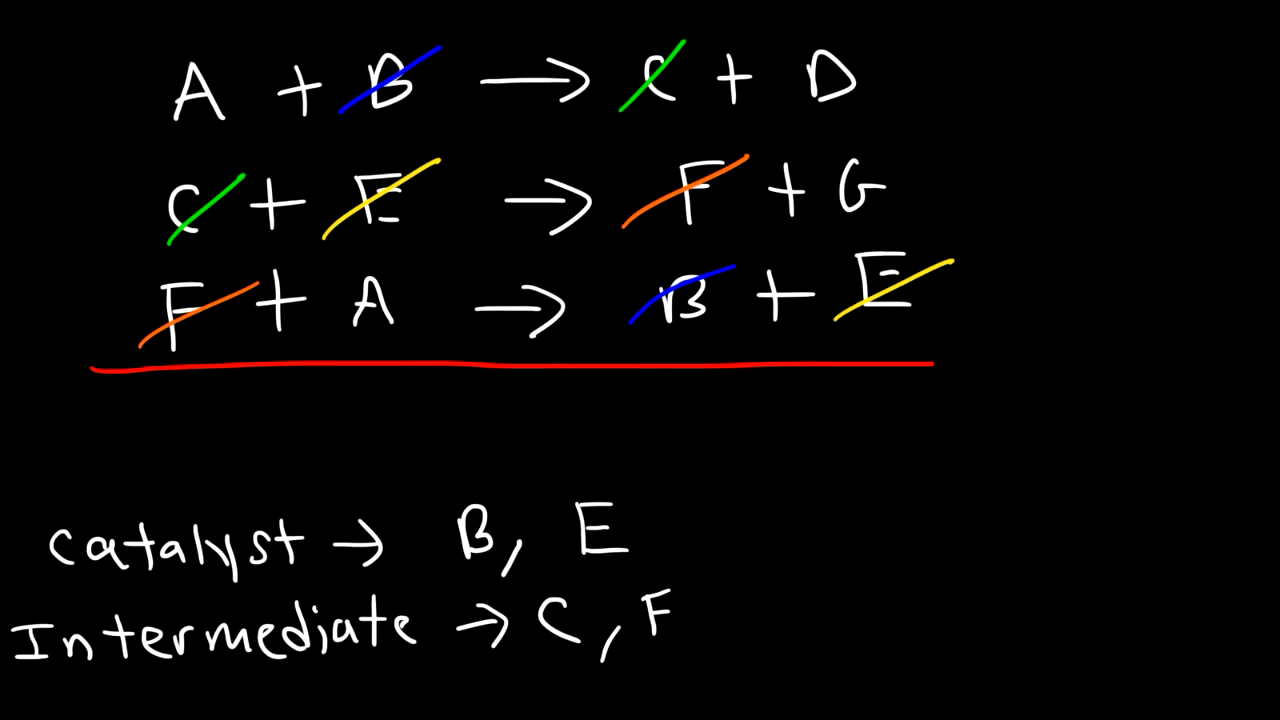 A + B → C + D
C + E → F + G
F + A → B + E
catalyst → B, E
Intermediate → C, F